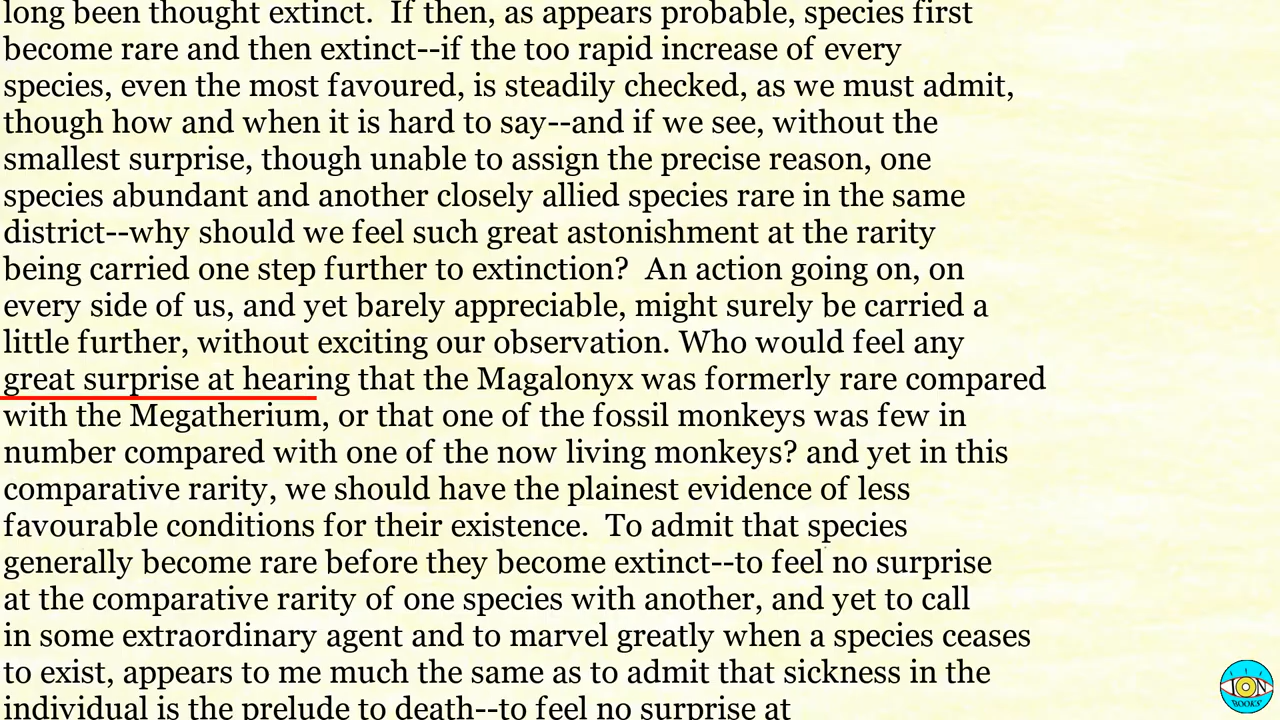 long been thought extinct.  If then, as appears probable, species first
become rare and then extinct--if the too rapid increase of every
species, even the most favoured, is steadily checked, as we must admit,
though how and when it is hard to say--and if we see, without the
smallest surprise, though unable to assign the precise reason, one
species abundant and another closely allied species rare in the same
district--why should we feel such great astonishment at the rarity
being carried one step further to extinction?  An action going on, on
every side of us, and yet barely appreciable, might surely be carried a
little further, without exciting our observation. Who would feel any
great surprise at hearing that the Magalonyx was formerly rare compared
with the Megatherium, or that one of the fossil monkeys was few in
number compared with one of the now living monkeys? and yet in this
comparative rarity, we should have the plainest evidence of less
favourable conditions for their existence.  To admit that species
generally become rare before they become extinct--to feel no surprise
at the comparative rarity of one species with another, and yet to call
in some extraordinary agent and to marvel greatly when a species ceases
to exist, appears to me much the same as to admit that sickness in the
individual is the prelude to death--to feel no surprise at
ION
BOOKS